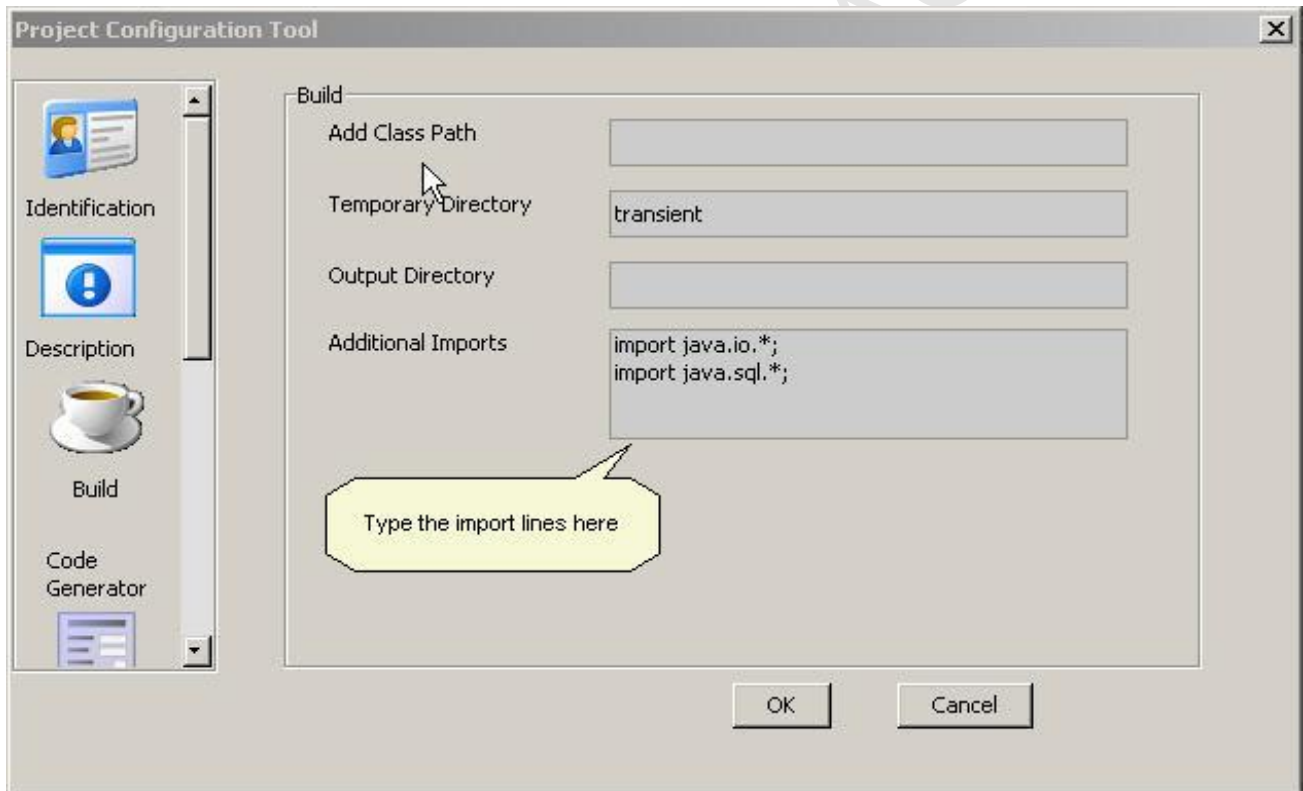 Project Configuration Tool
Identification
Description
Build
Code
Generator
Build
Add Class Path
Temporary Directory
transient
Output Directory
Additional Imports
import java.io.*;
import java.sql.*;
Type the import lines here
OK
Cancel